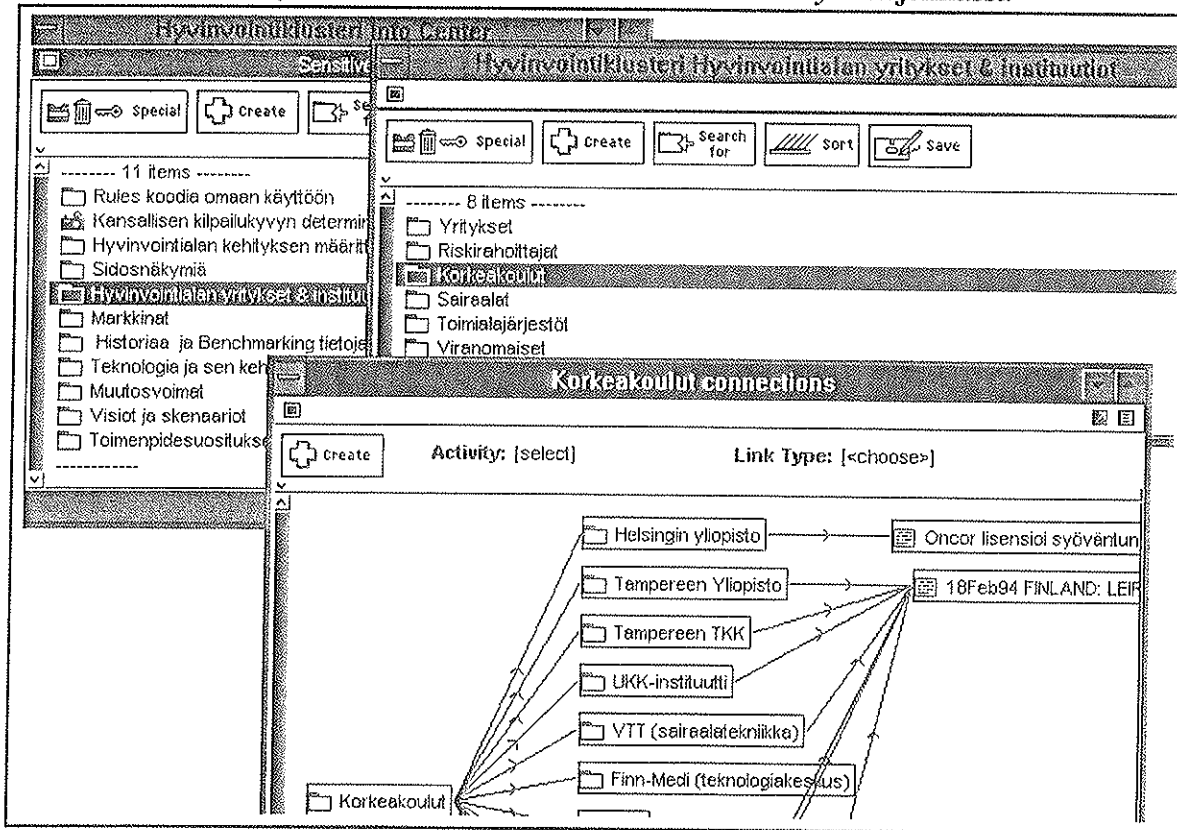 Hyvinvointiklusteri Info Center
Sensitive
Special
Create
11 items
Rules koodia omaan käyttöön
Kansallisen kilpailukyvyn determin
Hyvinvointialan kehityksen määritt
Sidosnäkymiä
Hyvinvointialan yritykset & instituu
Markkinat
Historiaa ja Benchmarking tietoja
Teknologia ja sen keh
Muutosvoimat
Visiot ja skenaariot
Toimenpidesuosituks
Hyvinvointiklusteri Hyvinvointialan yritykset & instituutiot
Special
Create
Search
for
Sort
Save
8 items
Yritykset
Riskirahoittajat
Korkeakoulut
Sairaalat
Toimialajärjestöt
Viranomaiset
Korkeakoulut connections
Create
Activity: [select]
Link Type: [<choose>]
Helsingin yliopisto
Oncor lisensioi syöväntun
Tampereen Yliopisto
18Feb94 FINLAND: LEIR
Tampereen TKK
UKK-instituutti
VTT (sairaalatekniikka)
Finn-Medi (teknologiakeskus)
Korkeakoulut